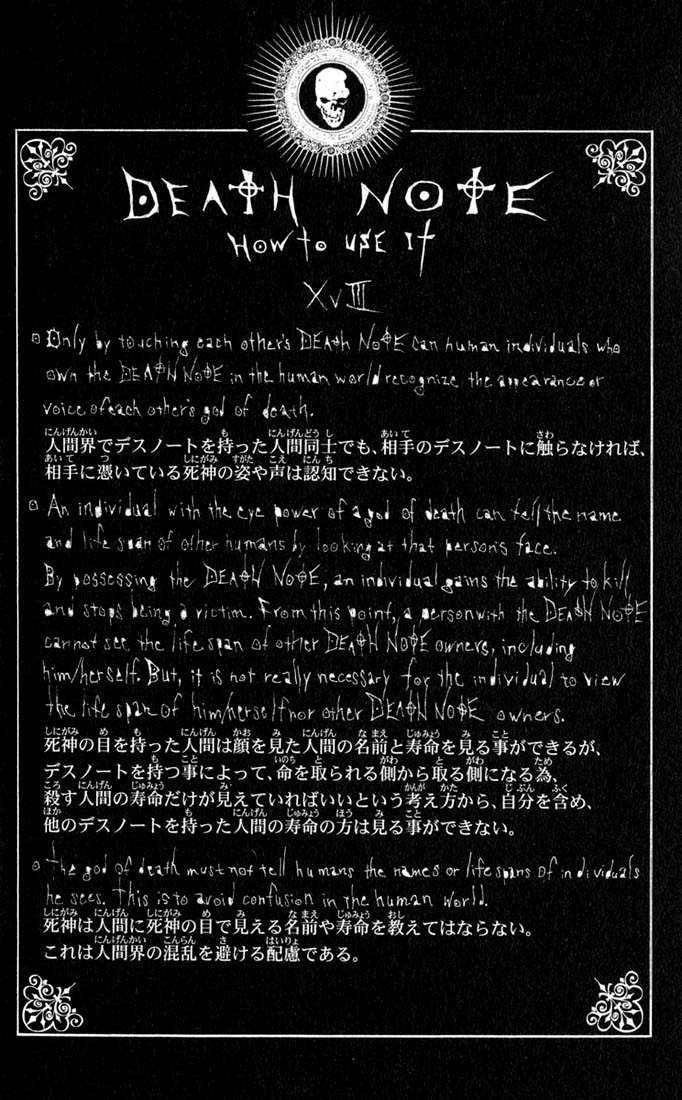 DEATH NOTE
HOW to USE It
XVIII
Only by touching each other's DEATH NOTE can human individuals who
own the DEATH NOTE in the human world recognize the appearance or
voice of each other's god of death.
人間界でデスノートを持った人間同士でも、相手のデスノートに触らなければ、
相手に憑いている死神の姿や声は認知できない。
An individual with the eye power of a god of death can tell the name
and life span of other humans by looking at that person's face.
By possessing the DEATH NOTE, an individual gains the ability to kill
and stops being a victim. From this point, a person with the DEATH NOTE
cannot see the life span of other DEATH NOTE owners, including
him/herself. But, it is not really necessary for the individual to view
the life span of him/herself nor other DEATH NOTE owners.
死神の目を持った人間は顔を見た人間の名前と寿命を見る事ができるが、
デスノートを持つ事によって、命を取られる側から取る側になる為、
殺す人間の寿命だけが見えていればいいという考え方から、自分を含め、
他のデスノートを持った人間の寿命の方は見る事ができない。
The god of death must not tell humans the names or life spans of individuals
he sees. This is to avoid confusion in the human world.
死神は人間に死神の目で見える名前や寿命を教えてはならない。
これは人間界の混乱を避ける配慮である。